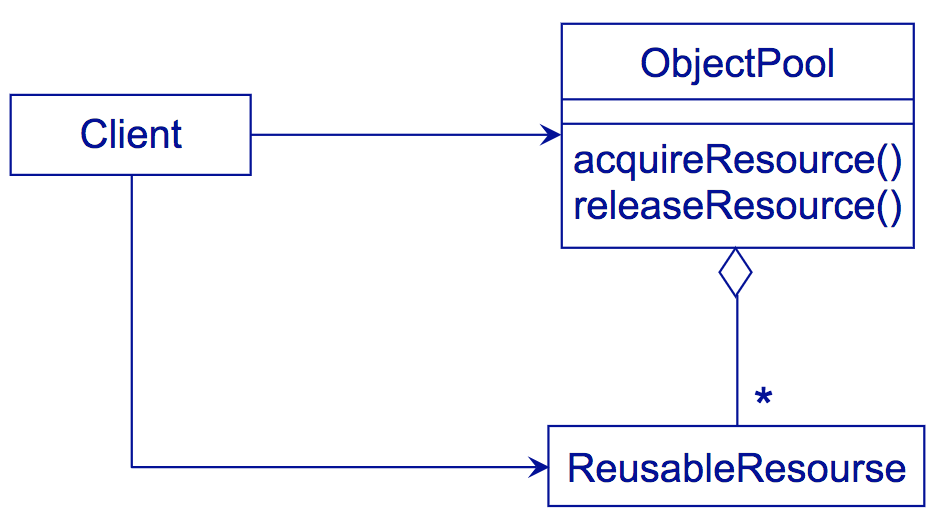 ObjectPool
Client
acquireResource()
releaseResource()
*
ReusableResourse